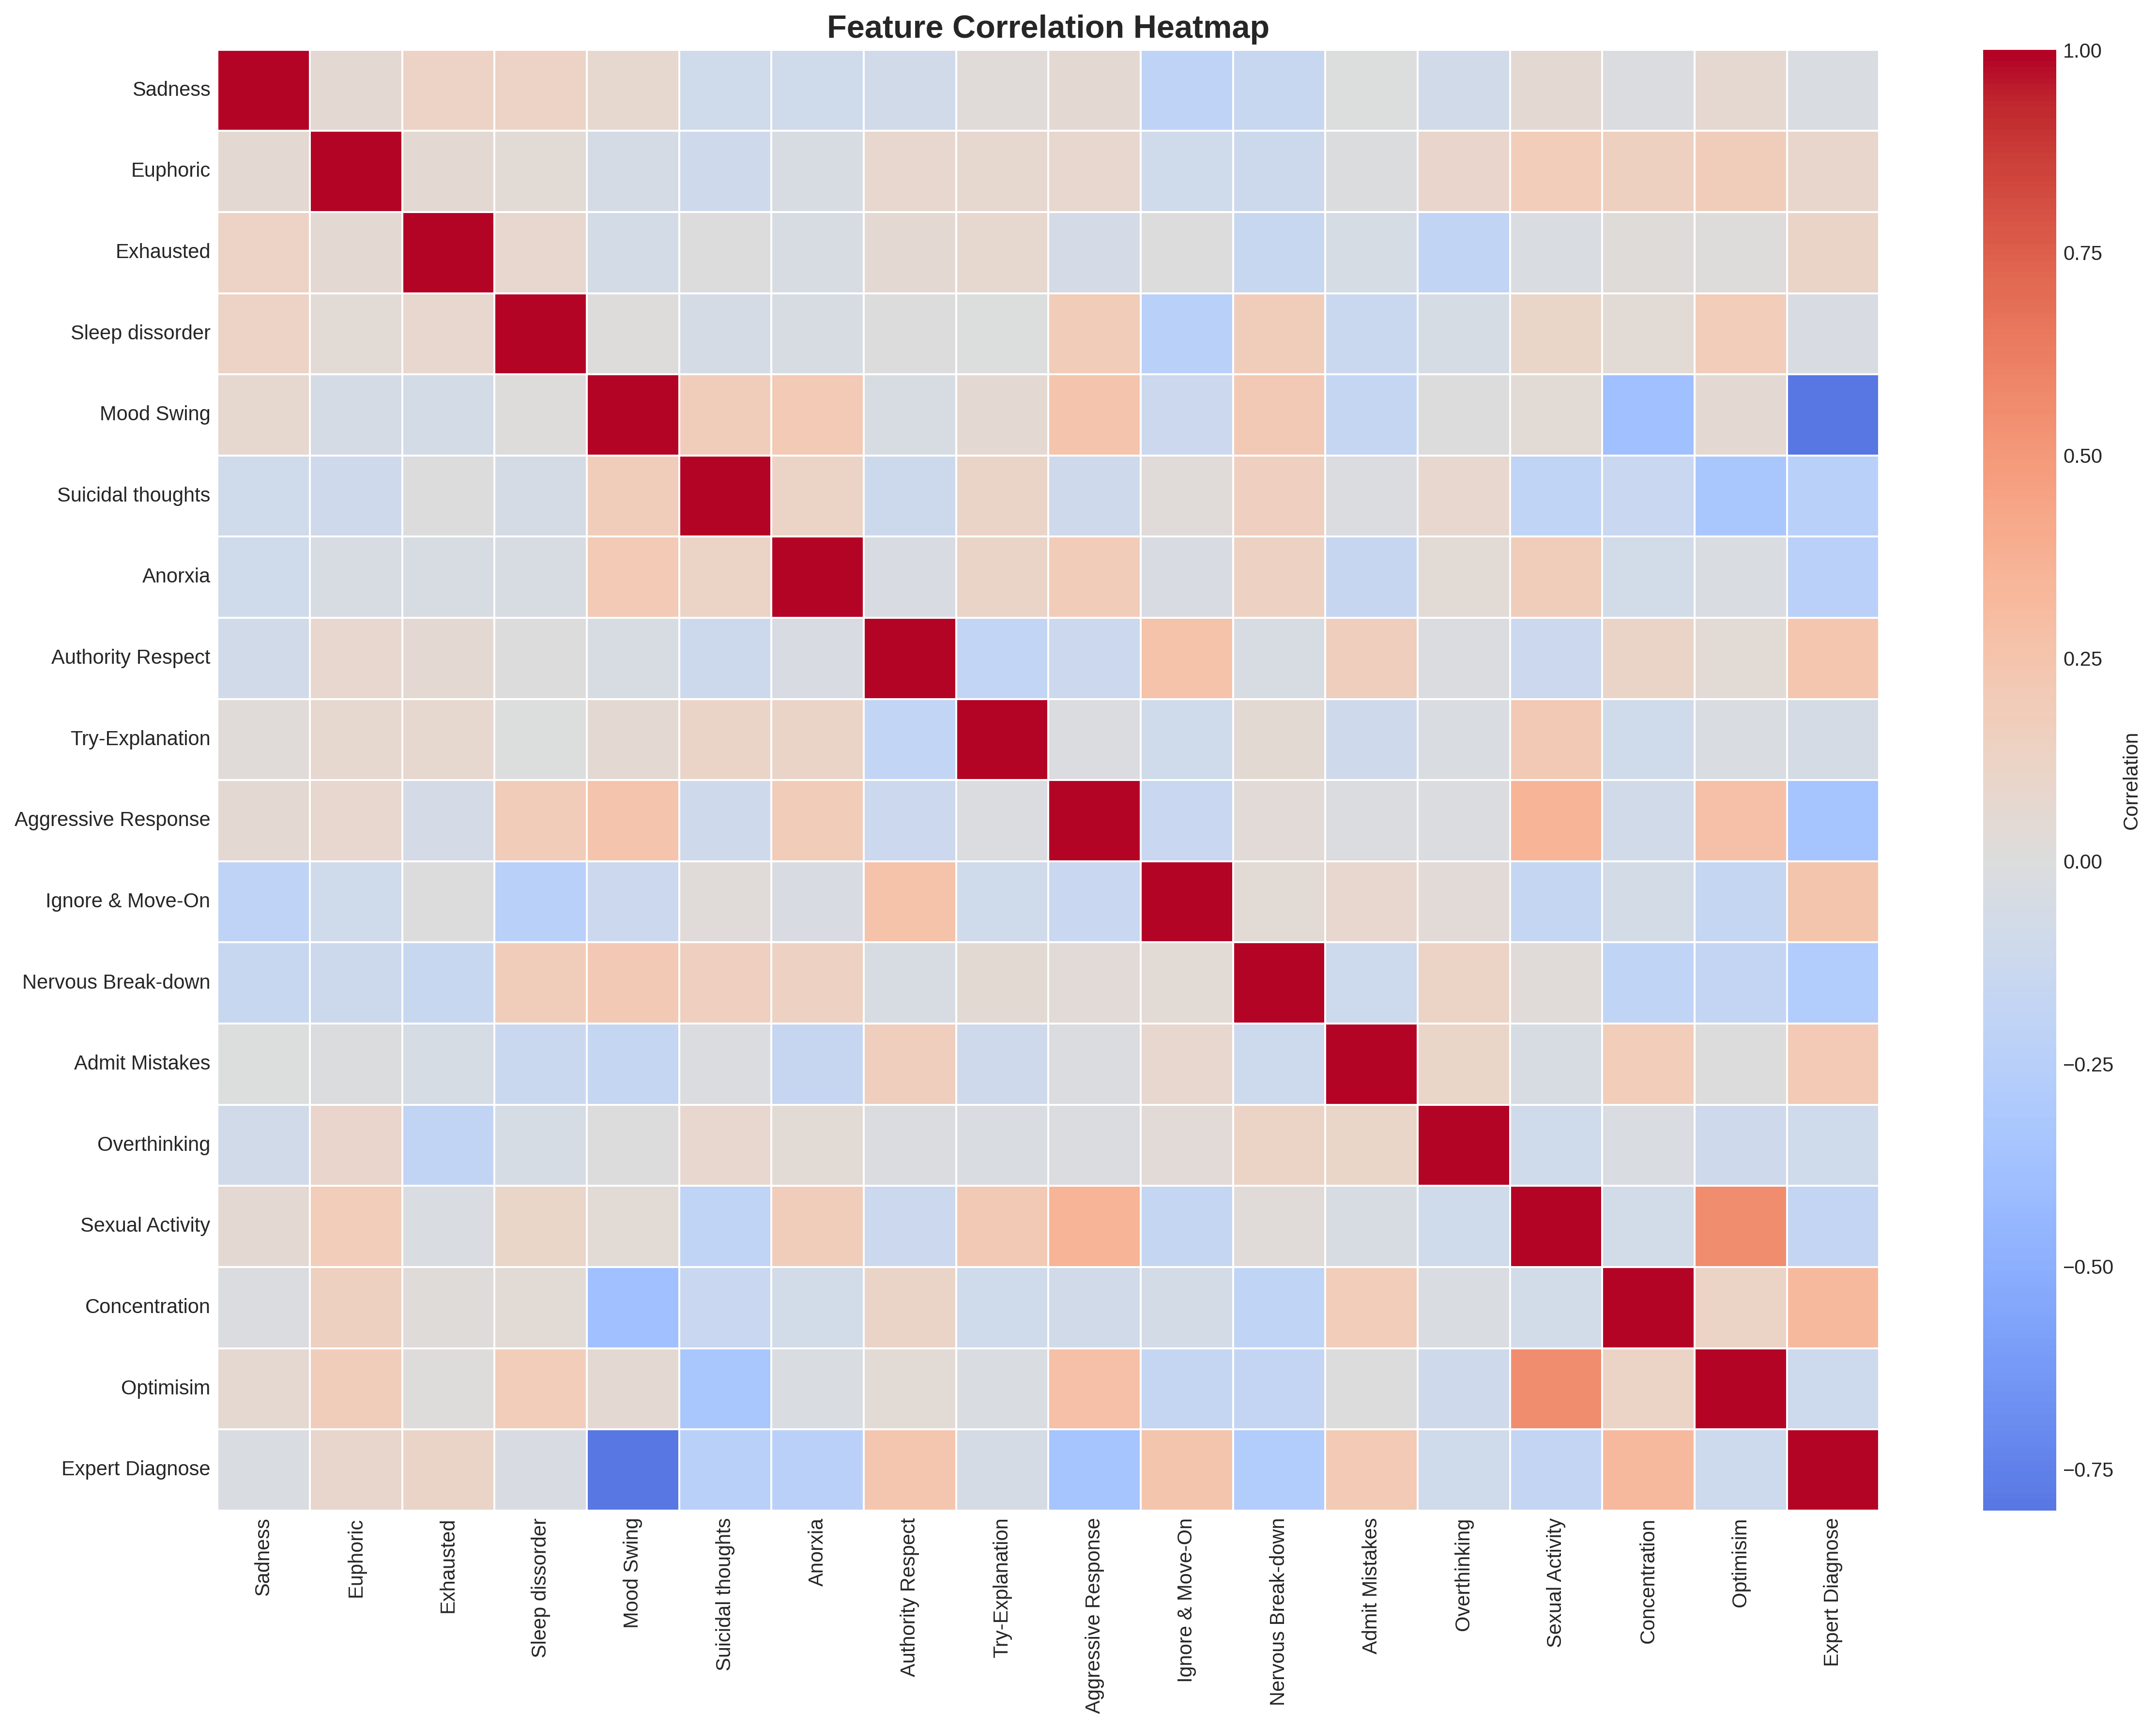 Feature Correlation Heatmap
Sadness
Euphoric
Exhausted
Sleep dissorder
Mood Swing
Suicidal thoughts
Anorxia
Authority Respect
Try-Explanation
Aggressive Response
Ignore & Move-On
Nervous Break-down
Admit Mistakes
Overthinking
Sexual Activity
Concentration
Optimisim
Expert Diagnose
Sadness
Euphoric
Exhausted
Sleep dissorder
Mood Swing
Suicidal thoughts
Anorxia
Authority Respect
Try-Explanation
Aggressive Response
Ignore & Move-On
Nervous Break-down
Admit Mistakes
Overthinking
Sexual Activity
Concentration
Optimisim
Expert Diagnose
1.00
0.75
0.50
0.25
0.00
−0.25
−0.50
−0.75
Correlation